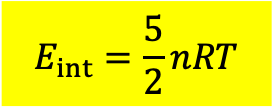 E_int = 5/2 nRT